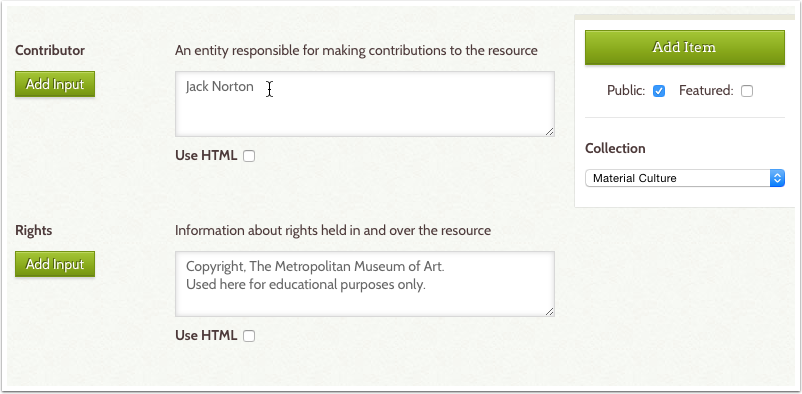 Contributor
Add Input
An entity responsible for making contributions to the resource
Jack Norton
Use HTML
Rights
Add Input
Information about rights held in and over the resource
Copyright, The Metropolitan Museum of Art.
Used here for educational purposes only.
Use HTML
Add Item
Public: Featured:
Collection
Material Culture